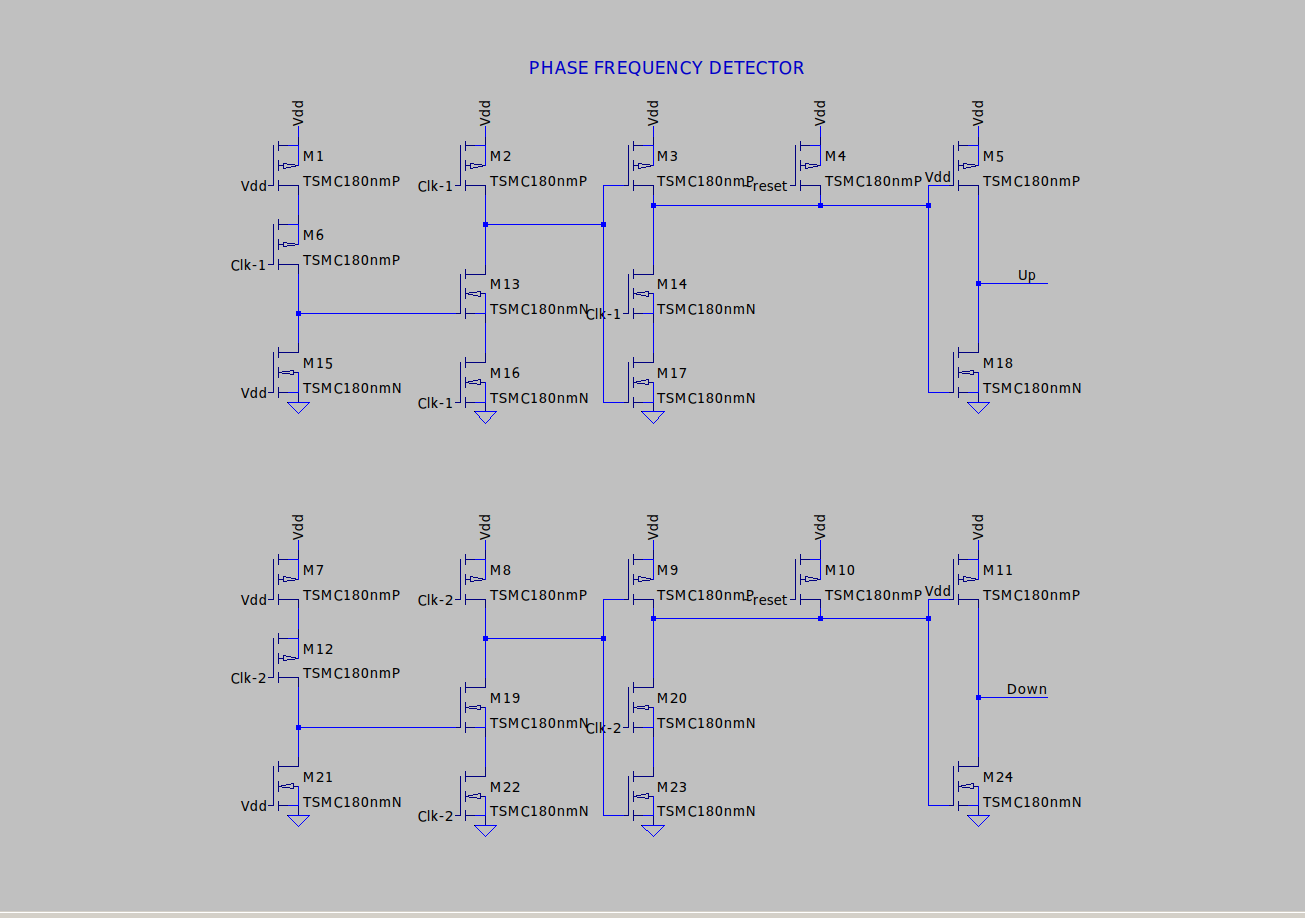 PHASE FREQUENCY DETECTOR
Vdd Vdd Vdd Vdd Vdd
M1 M2 M3 M4 M5
Vdd TSMC180nmP Clk-1 TSMC180nmP TSMC180nmP ~reset TSMC180nmP Vdd TSMC180nmP
M6
Clk-1 TSMC180nmP
Up
M13 M14
TSMC180nmN Clk-1 TSMC180nmN
M15 M16 M17 M18
Vdd TSMC180nmN Clk-1 TSMC180nmN TSMC180nmN TSMC180nmN
Vdd Vdd Vdd Vdd Vdd
M7 M8 M9 M10 M11
Vdd TSMC180nmP Clk-2 TSMC180nmP TSMC180nmP ~reset TSMC180nmP Vdd TSMC180nmP
M12
Clk-2 TSMC180nmP
Down
M19 M20
TSMC180nmN Clk-2 TSMC180nmN
M21 M22 M23 M24
Vdd TSMC180nmN Clk-2 TSMC180nmN TSMC180nmN TSMC180nmN